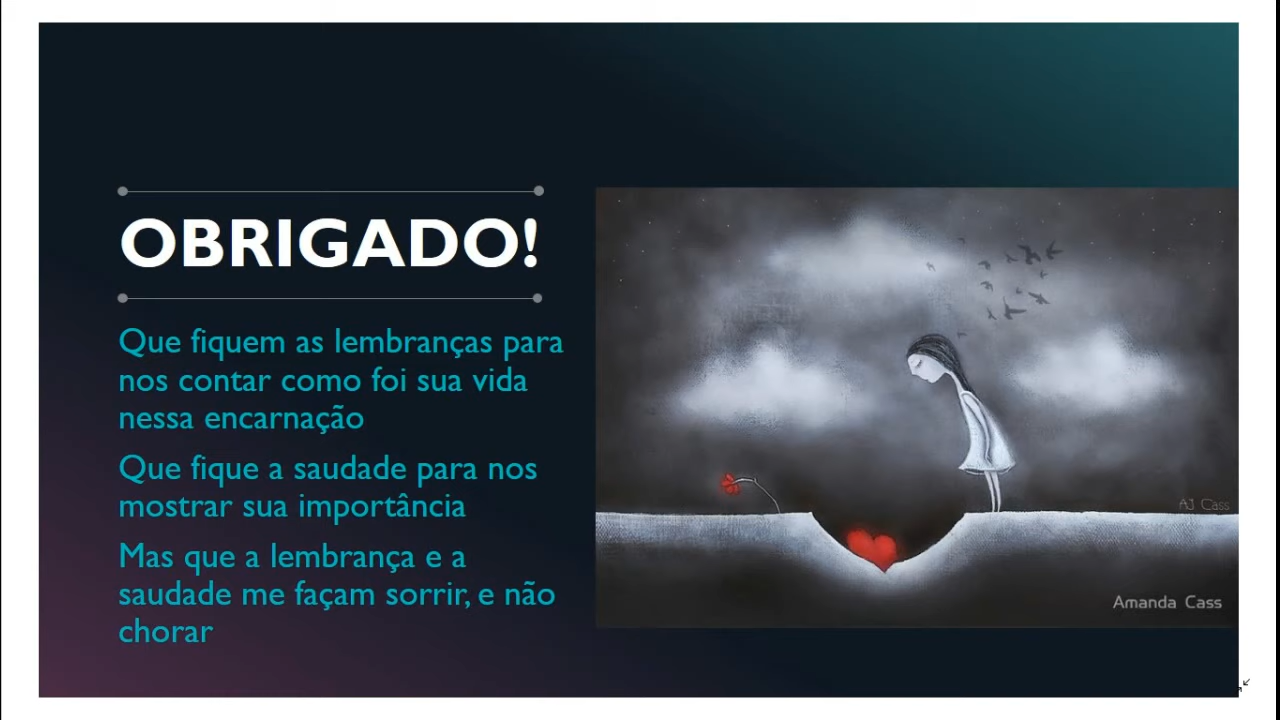 OBRIGADO!
Que fiquem as lembranças para
nos contar como foi sua vida
nessa encarnação
Que fique a saudade para nos
mostrar sua importância
Mas que a lembrança e a
saudade me façam sorrir, e não
chorar
AJ Cass
Amanda Cass